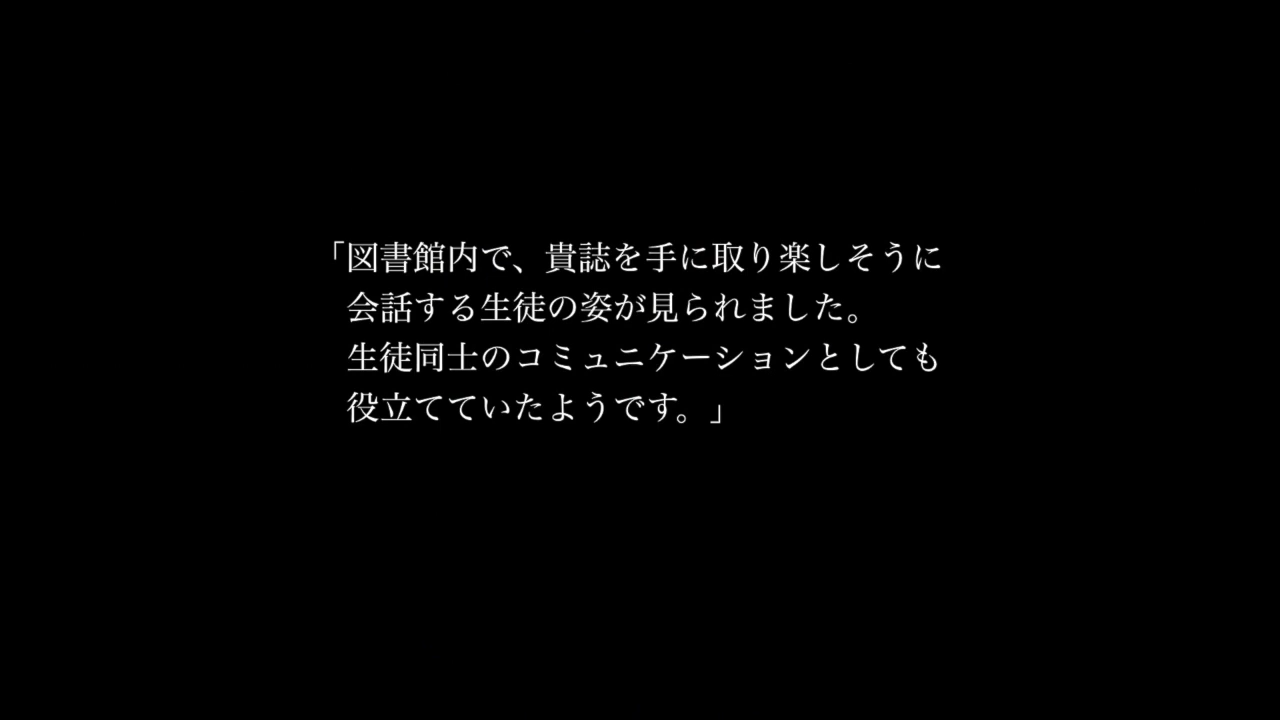 「図書館内で、貴誌を手に取り楽しそうに
会話する生徒の姿が見られました。
生徒同士のコミュニケーションとしても
役立てていたようです。」